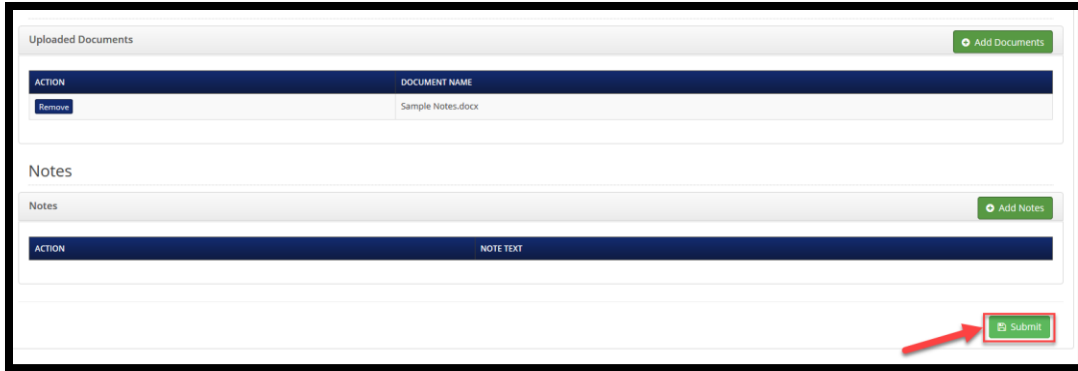 Uploaded Documents
Add Documents
ACTION DOCUMENT NAME
Remove Sample Notes.docx
Notes
Notes
Add Notes
ACTION NOTE TEXT
Submit